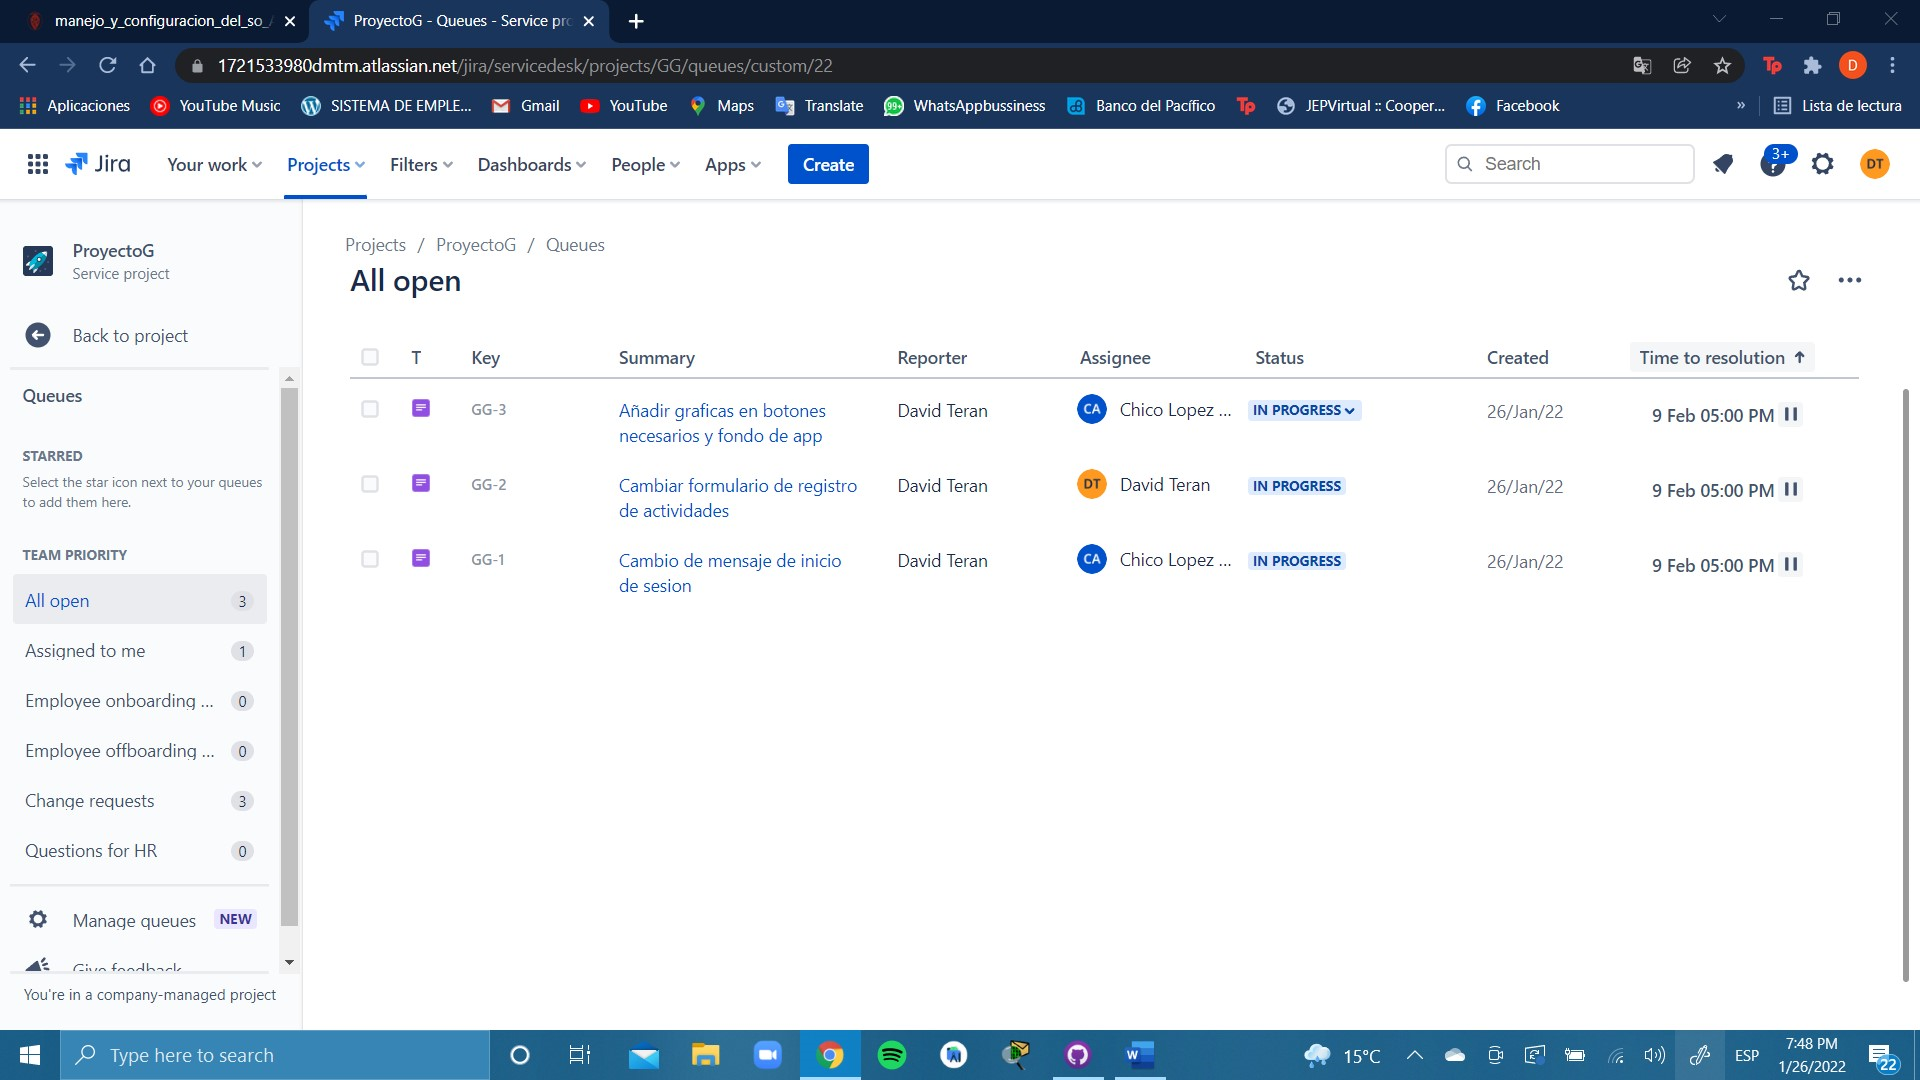 manejo_y_configuracion_del_so_
ProyectoG - Queues - Service pro
1721533980dmtm.atlassian.net/jira/servicedesk/projects/GG/queues/custom/22
Tp
D
Aplicaciones
YouTube Music
SISTEMA DE EMPLE...
Gmail
YouTube
Maps
Translate
99+
WhatsAppbussiness
Banco del Pacífico
Tp
JEPVirtual :: Cooper...
Facebook
»
Lista de lectura
Jira
Your work
Projects
Filters
Dashboards
People
Apps
Create
Search
3+
DT
ProyectoG
Service project
Back to project
Queues
STARRED
Select the star icon next to your queues
to add them here.
TEAM PRIORITY
All open 3
Assigned to me 1
Employee onboarding ... 0
Employee offboarding ... 0
Change requests 3
Questions for HR 0
Manage queues NEW
Give feedback
You're in a company-managed project
Projects / ProyectoG / Queues
All open
T Key Summary Reporter Assignee Status Created Time to resolution
GG-3 Añadir graficas en botones David Teran CA Chico Lopez ... IN PROGRESS 26/Jan/22 9 Feb 05:00 PM
necesarios y fondo de app
GG-2 Cambiar formulario de registro David Teran DT David Teran IN PROGRESS 26/Jan/22 9 Feb 05:00 PM
de actividades
GG-1 Cambio de mensaje de inicio David Teran CA Chico Lopez ... IN PROGRESS 26/Jan/22 9 Feb 05:00 PM
de sesion
Type here to search
15°C
ESP
7:48 PM
1/26/2022
22